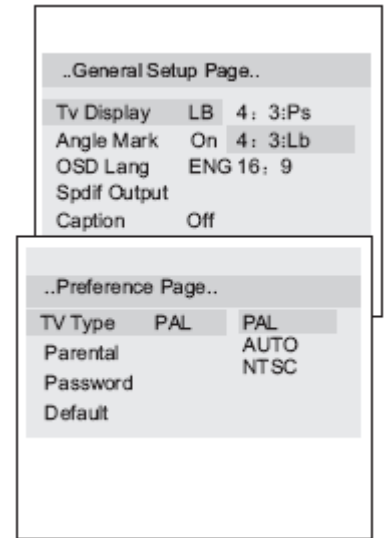 ..General Setup Page..
Tv Display LB 4：3:Ps
Angle Mark On 4：3:Lb
OSD Lang ENG 16：9
Spdif Output
Caption Off
..Preference Page..
TV Type PAL PAL
Parental AUTO
Password NTSC
Default